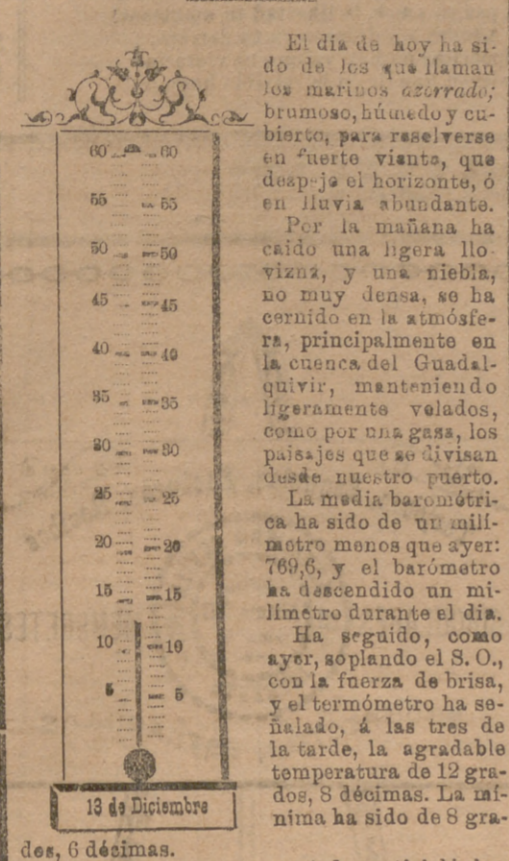 El día de hoy ha si-
do de los que llaman
los marinos azorrado;
brumoso, húmedo y cu-
bierto, para reselverse
en fuerte viento, que
despeje el horizonte, ó
en lluvia abundante.
Por la mañana ha
caido una ligera llo-
vizna, y una niebla,
no muy densa, se ha
cernido en la atmósfe-
ra, principalmente en
la cuenca del Guadal-
quivir, manteniendo
ligeramente velados,
como por una gasa, los
paisajes que se divisan
desde nuestro puerto.
La media barométri-
ca ha sido de un milí-
metro menos que ayer:
769,6, y el barómetro
ha descendido un mi-
límetro durante el dia.
Ha seguido, como
ayer, soplando el S. O.,
con la fuerza de brisa,
y el termómetro ha se-
ñalado, á las tres de
la tarde, la agradable
temperatura de 12 gra-
dos, 8 décimas. La mí-
nima ha sido de 8 gra-
dos, 6 décimas.
60 60
55 55
50 50
45 45
40 40
35 35
30 30
25 25
20 20
15 15
10 10
5 5
13 de Diciembre